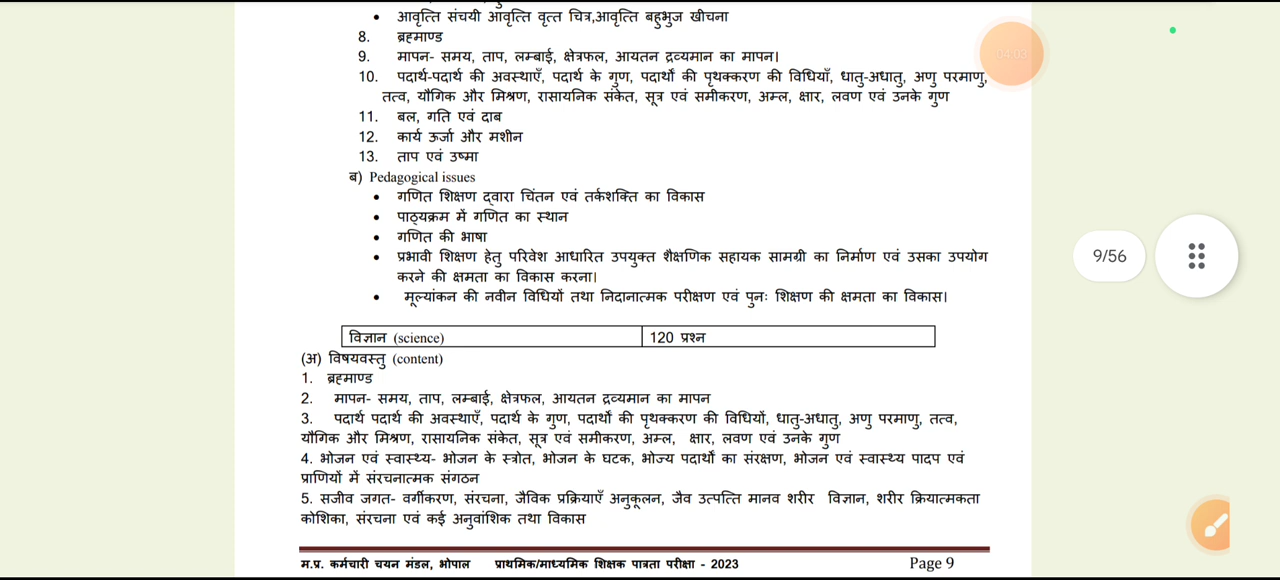 आवृत्ति संचयी आवृत्ति वृत्त चित्र,आवृत्ति बहुभुज खीचना
8. ब्रह्माण्ड
9. मापन- समय, ताप, लम्बाई, क्षेत्रफल, आयतन द्रव्यमान का मापन।
10. पदार्थ-पदार्थ की अवस्थाएँ, पदार्थ के गुण, पदार्थों की पृथक्करण की विधियाँ, धातु-अधातु, अणु परमाणु,
तत्व, यौगिक और मिश्रण, रासायनिक संकेत, सूत्र एवं समीकरण, अम्ल, क्षार, लवण एवं उनके गुण
11. बल, गति एवं दाब
12. कार्य ऊर्जा और मशीन
13. ताप एवं उष्मा
ब) Pedagogical issues
• गणित शिक्षण द्वारा चिंतन एवं तर्कशक्ति का विकास
• पाठ्यक्रम में गणित का स्थान
• गणित की भाषा
• प्रभावी शिक्षण हेतु परिवेश आधारित उपयुक्त शैक्षणिक सहायक सामग्री का निर्माण एवं उसका उपयोग
करने की क्षमता का विकास करना।
• मूल्यांकन की नवीन विधियों तथा निदानात्मक परीक्षण एवं पुनः शिक्षण की क्षमता का विकास।
विज्ञान (science) 120 प्रश्न
(अ) विषयवस्तु (content)
1. ब्रह्माण्ड
2. मापन- समय, ताप, लम्बाई, क्षेत्रफल, आयतन द्रव्यमान का मापन
3. पदार्थ पदार्थ की अवस्थाएँ, पदार्थ के गुण, पदार्थों की पृथक्करण की विधियों, धातु-अधातु, अणु परमाणु, तत्व,
यौगिक और मिश्रण, रासायनिक संकेत, सूत्र एवं समीकरण, अम्ल, क्षार, लवण एवं उनके गुण
4. भोजन एवं स्वास्थ्य- भोजन के स्त्रोत, भोजन के घटक, भोज्य पदार्थों का संरक्षण, भोजन एवं स्वास्थ्य पादप एवं
प्राणियों में संरचनात्मक संगठन
5. सजीव जगत- वर्गीकरण, संरचना, जैविक प्रक्रियाएँ अनुकूलन, जैव उत्पत्ति मानव शरीर विज्ञान, शरीर क्रियात्मकता
कोशिका, संरचना एवं कई अनुवांशिक तथा विकास
म.प्र. कर्मचारी चयन मंडल, भोपाल प्राथमिक/माध्यमिक शिक्षक पात्रता परीक्षा - 2023 Page 9
04:03
9/56